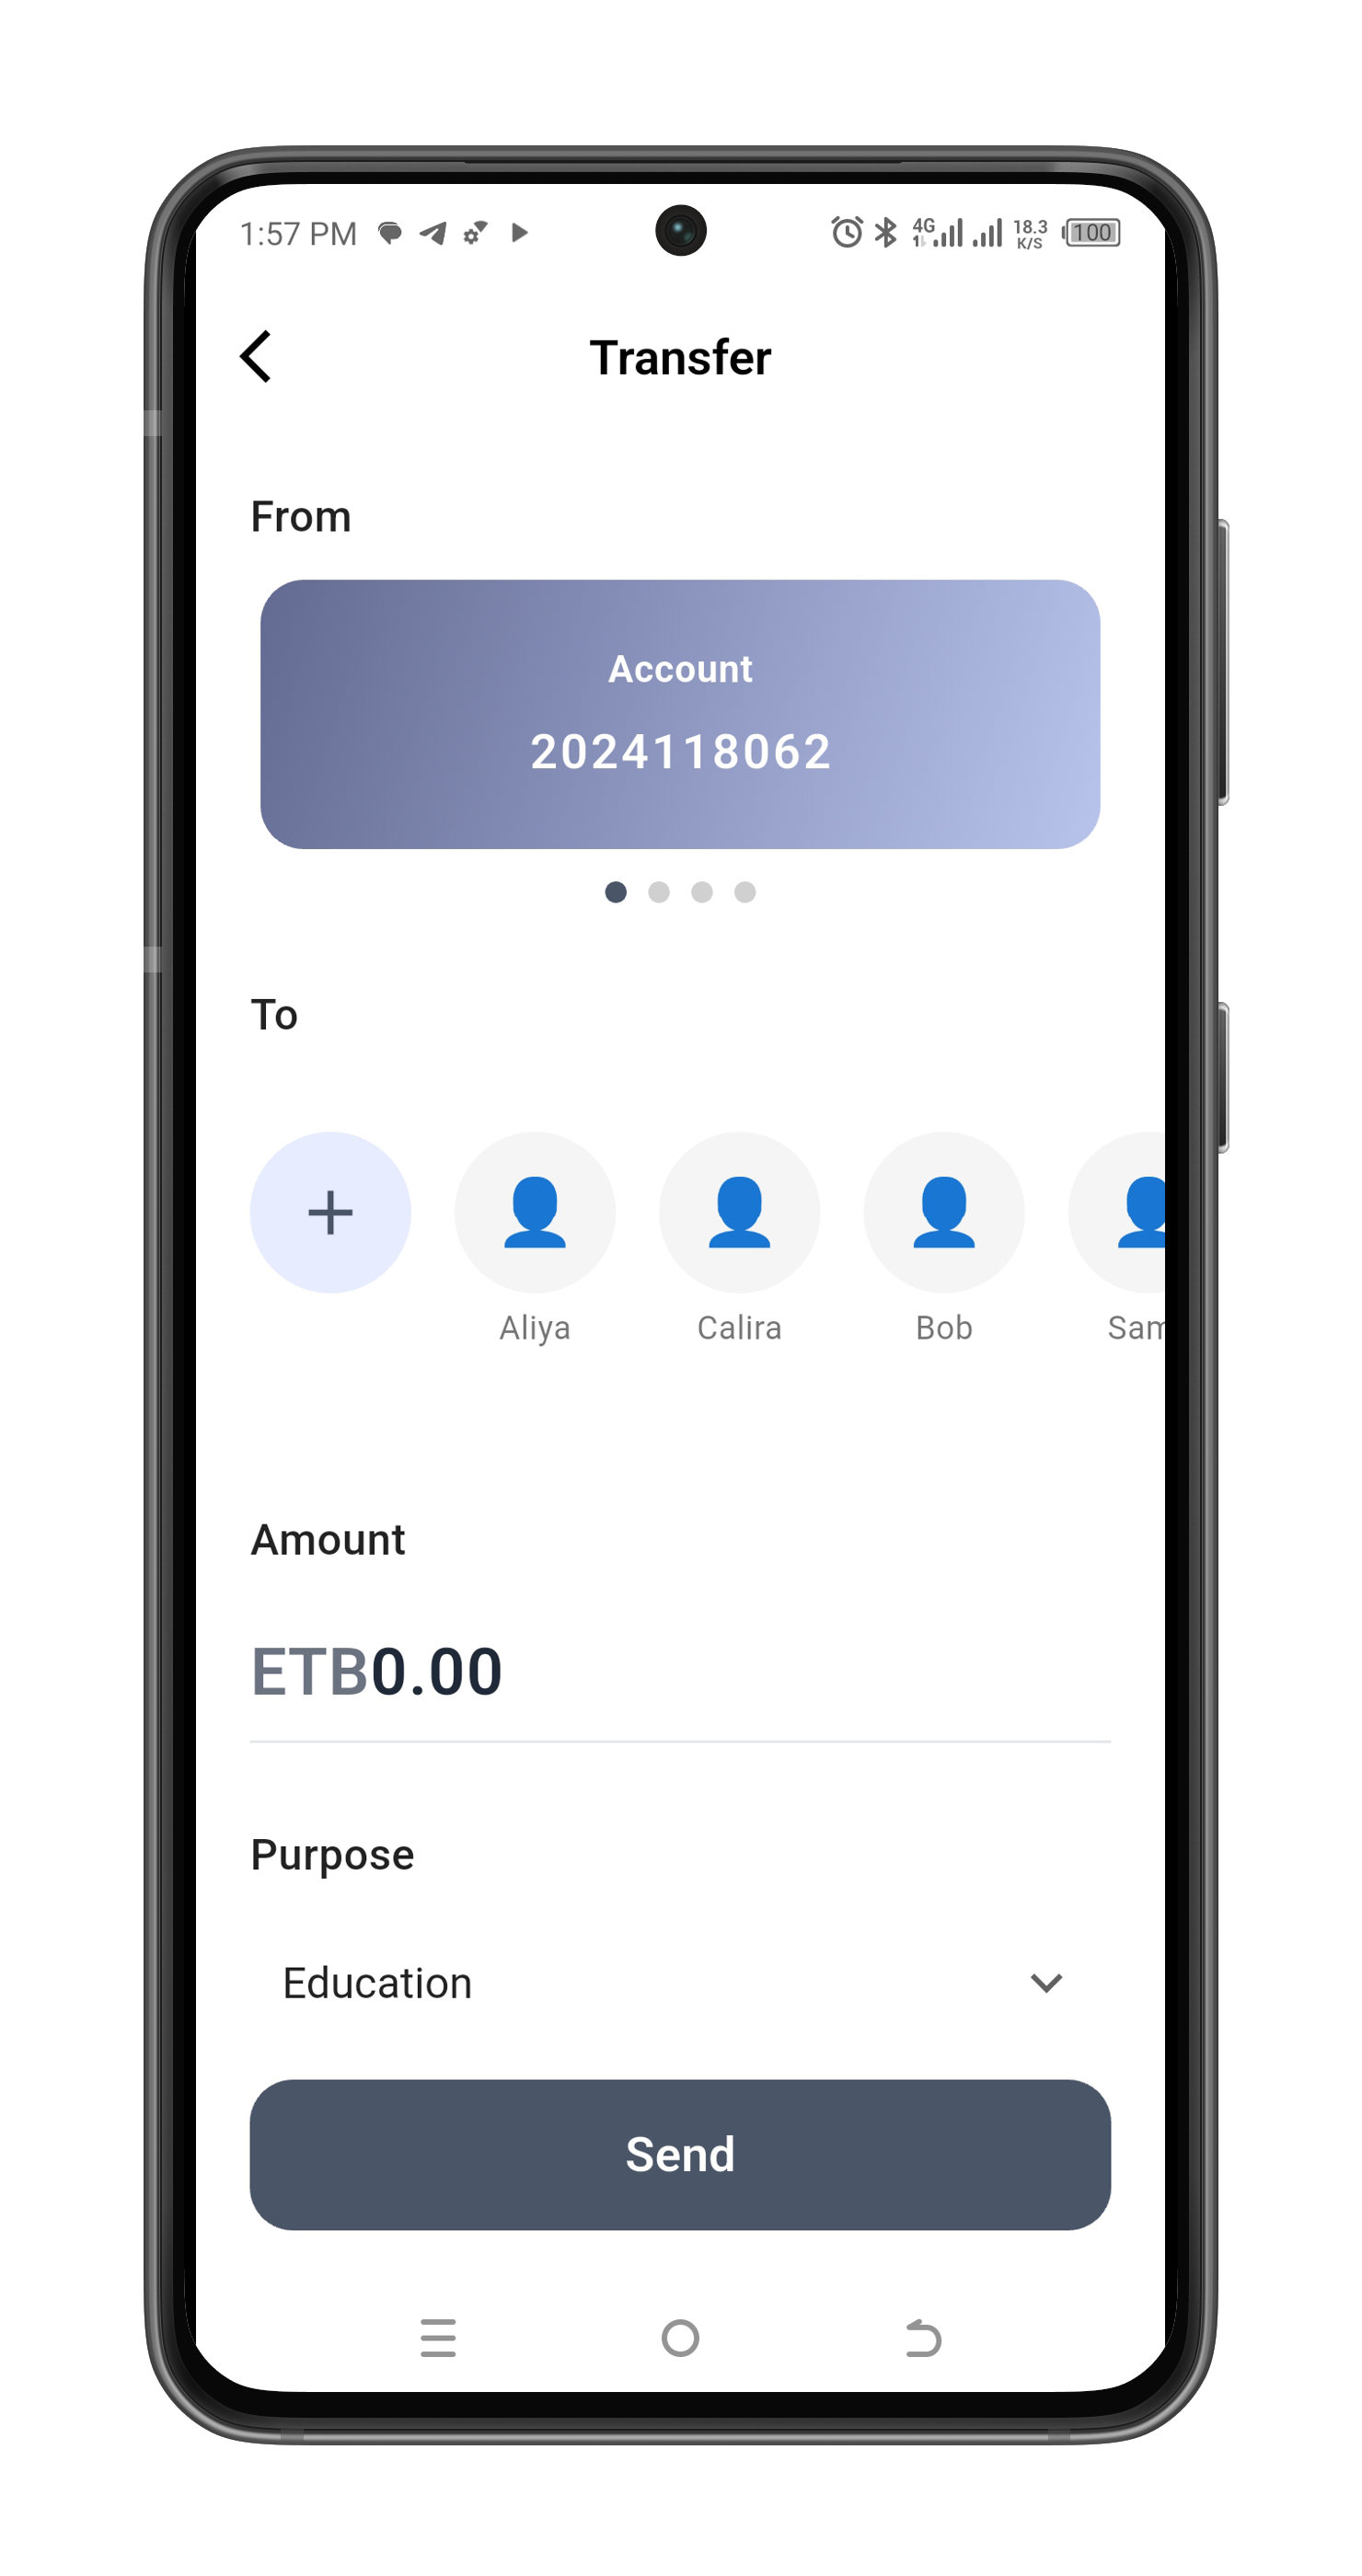 1:57 PM
4G
18.3
K/S
100
Transfer
From
Account
2024118062
To
Aliya
Calira
Bob
Amount
ETB0.00
Purpose
Education
Send